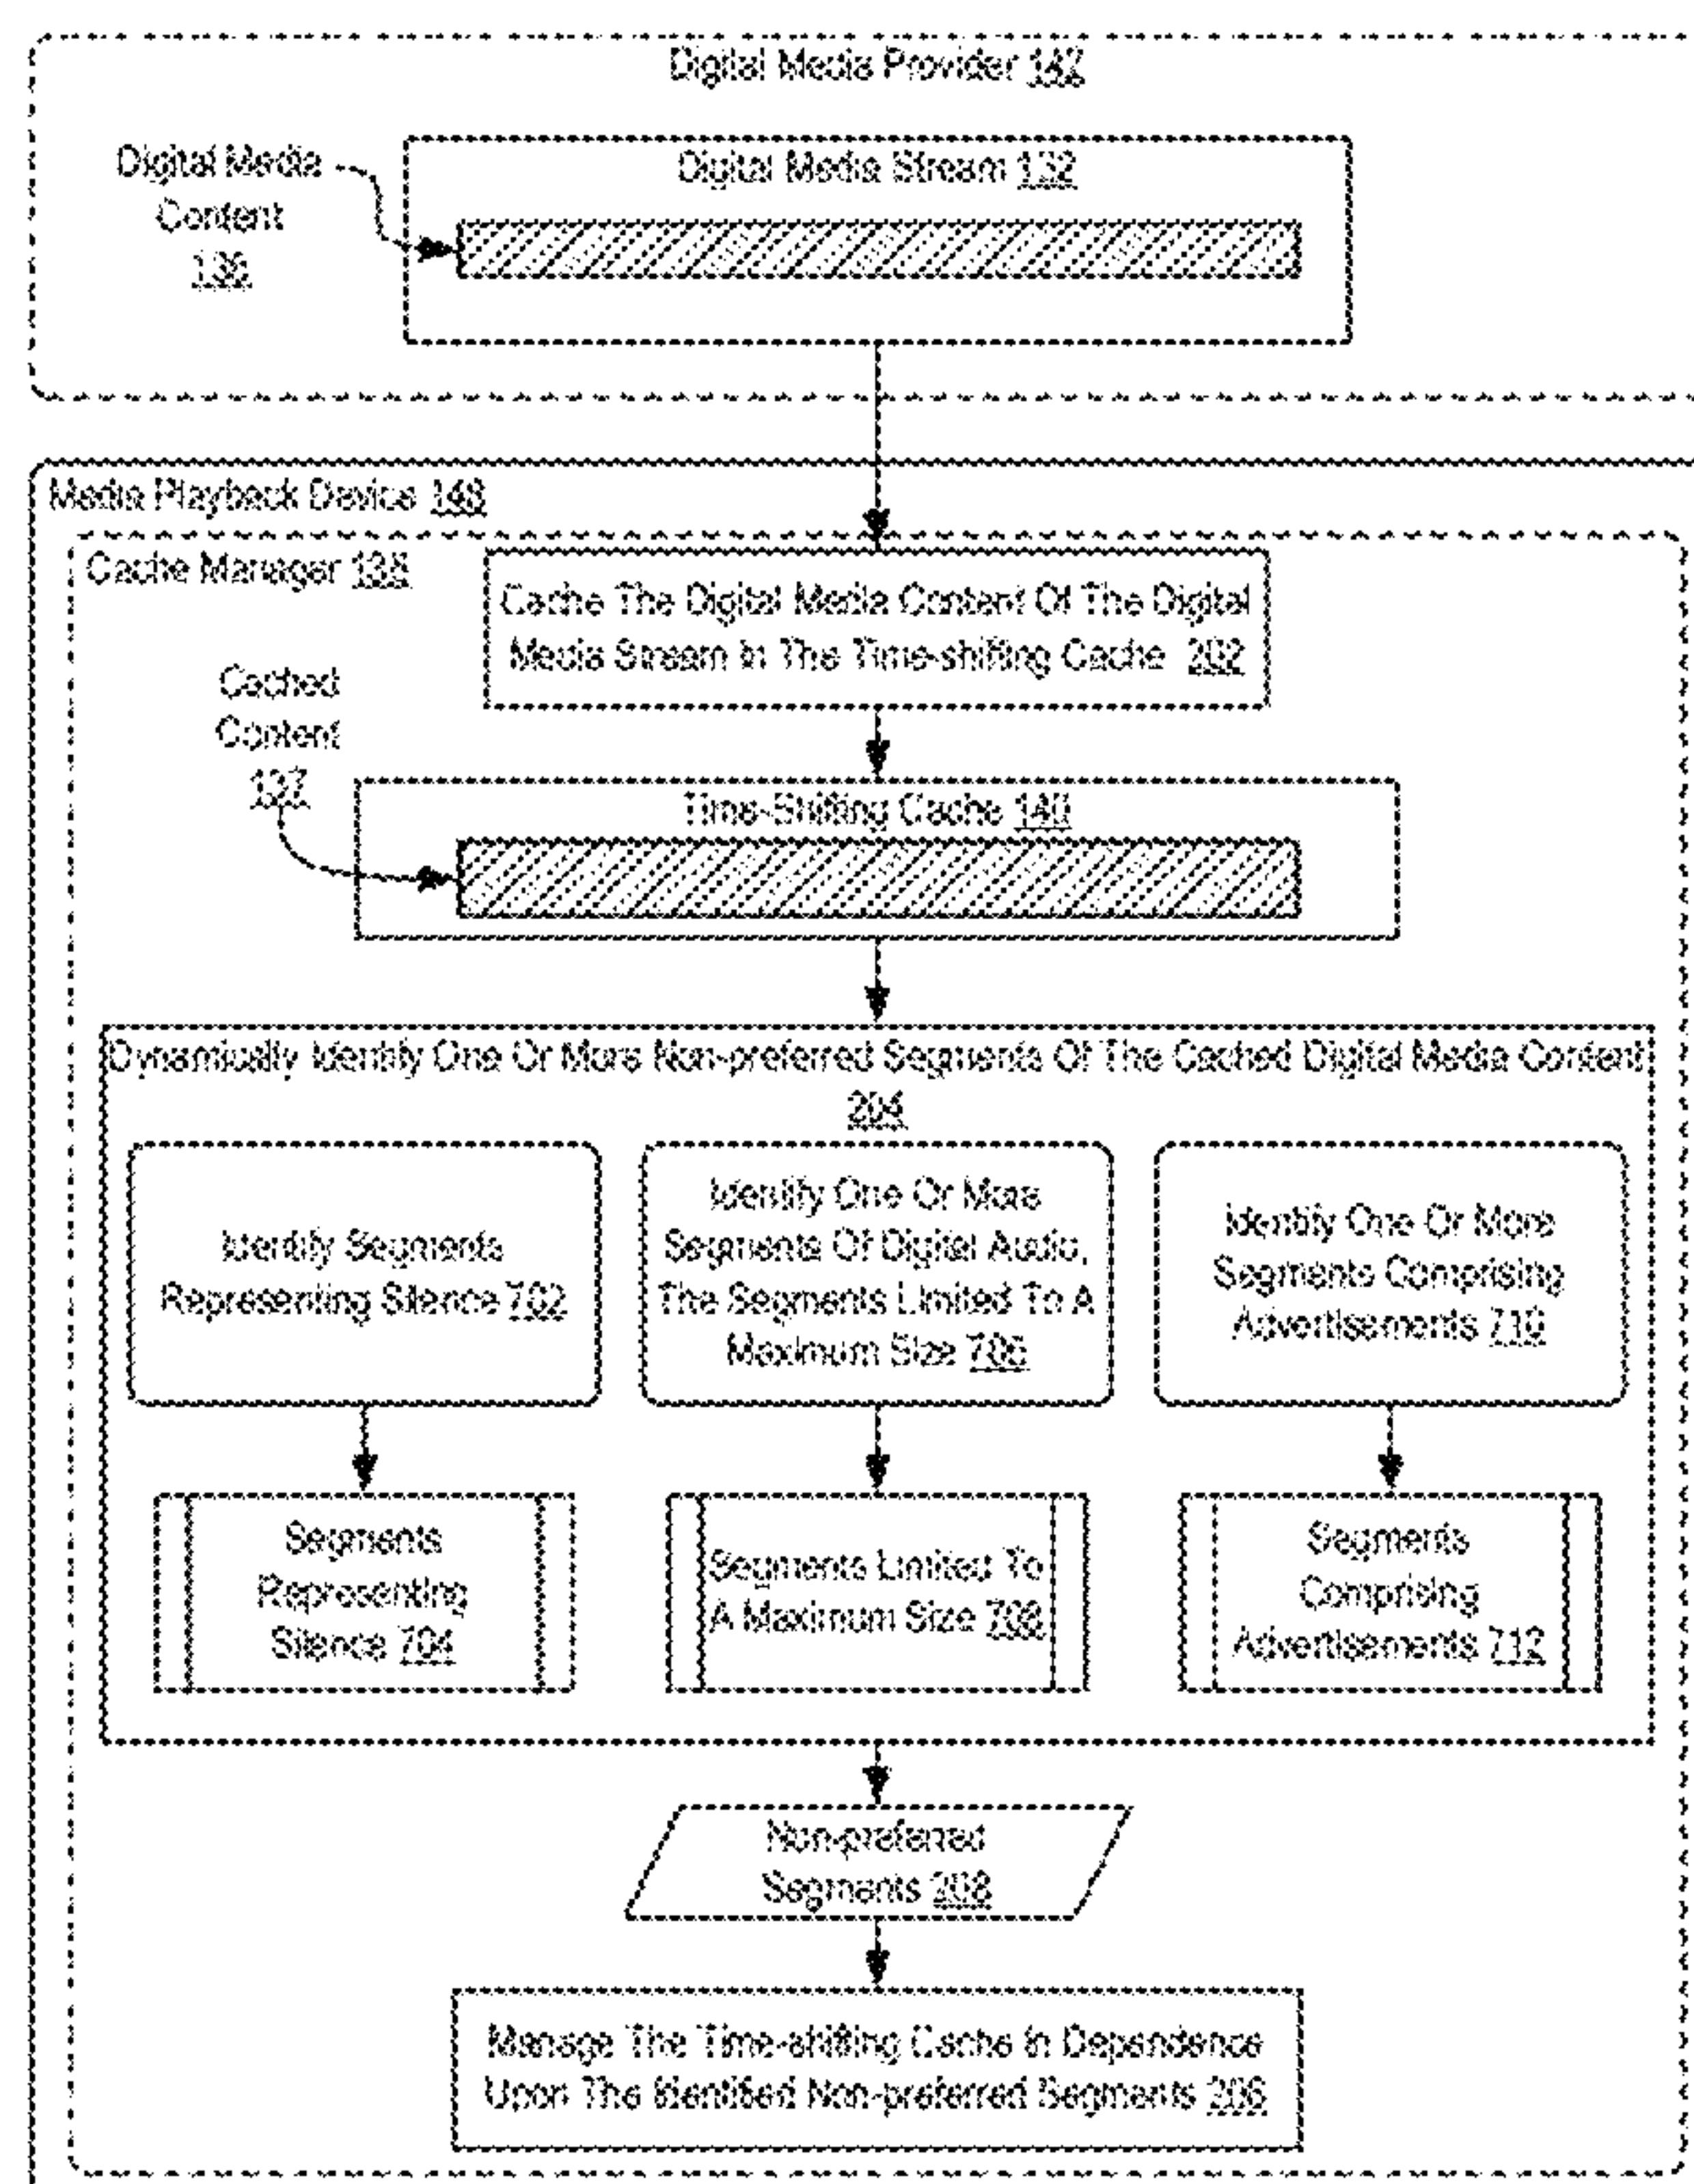 Digital Media Provider 142
Digital Media Stream 132
Digital Media
Content
136
Media Playback Device 148
Cache Manager 138
Cache The Digital Media Content Of The Digital
Media Stream In The Time-shifting Cache 202
Cached
Content
137
Time-Shifting Cache 140
Dynamically Identify One Or More Non-preferred Segments Of The Cached Digital Media Content
204
Identify Segments
Representing Silence 702
Identify One Or More
Segments Of Digital Audio,
The Segments Limited To A
Maximum Size 706
Identify One Or More
Segments Comprising
Advertisements 710
Segments
Representing
Silence 704
Segments Limited To
A Maximum Size 708
Segments
Comprising
Advertisements 712
Non-preferred
Segments 208
Manage The Time-shifting Cache In Dependence
Upon The Identified Non-preferred Segments 206